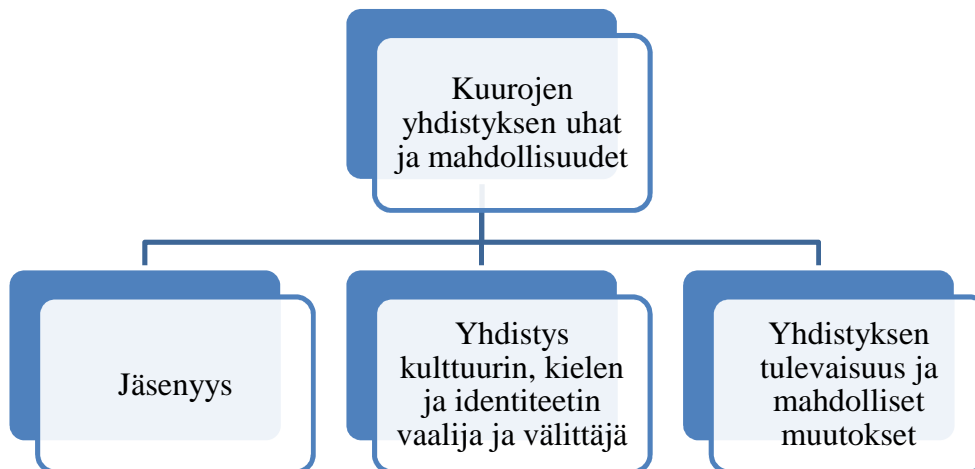 Kuurojen
yhdistyksen uhat
ja mahdollisuudet
Jäsenyys
Yhdistys
kulttuurin, kielen
ja identiteetin
vaalija ja välittäjä
Yhdistyksen
tulevaisuus ja
mahdolliset
muutokset